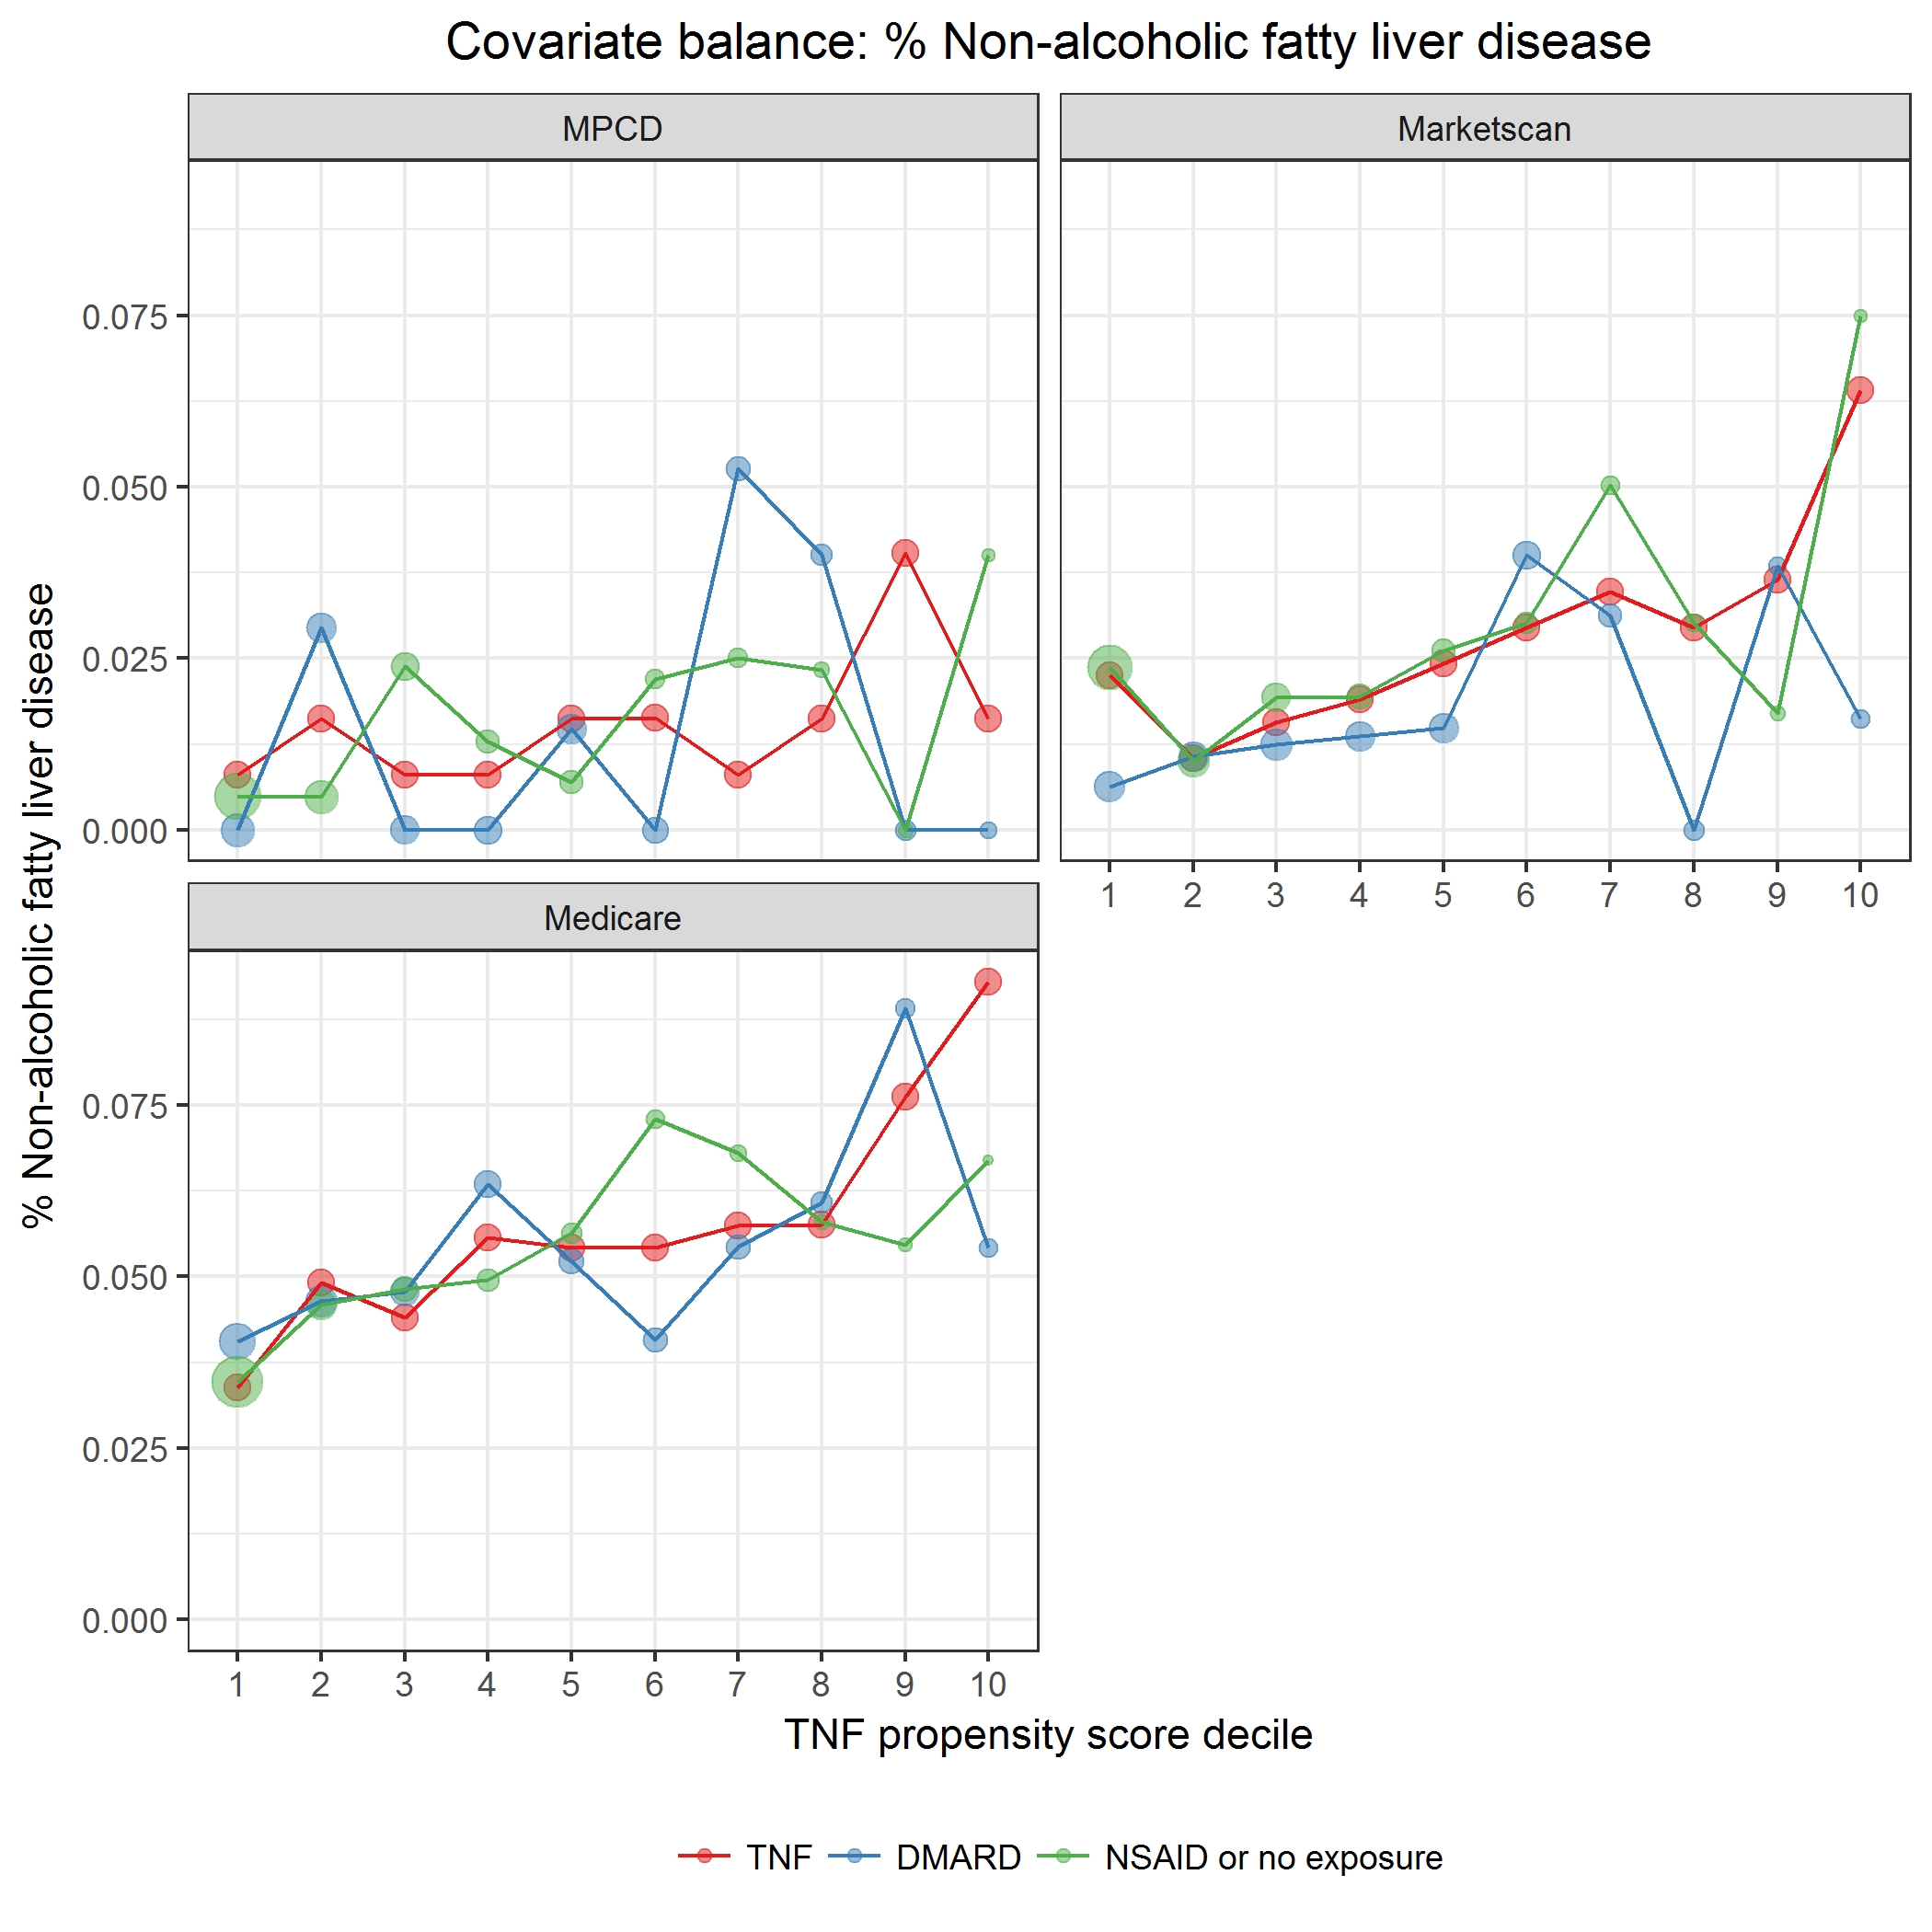 Covariate balance: % Non-alcoholic fatty liver disease
MPCD
Marketscan
% Non-alcoholic fatty liver disease
0.075
0.050
0.025
0.000
1 2 3 4 5 6 7 8 9 10
Medicare
0.075
0.050
0.025
0.000
1 2 3 4 5 6 7 8 9 10
TNF propensity score decile
TNF DMARD NSAID or no exposure